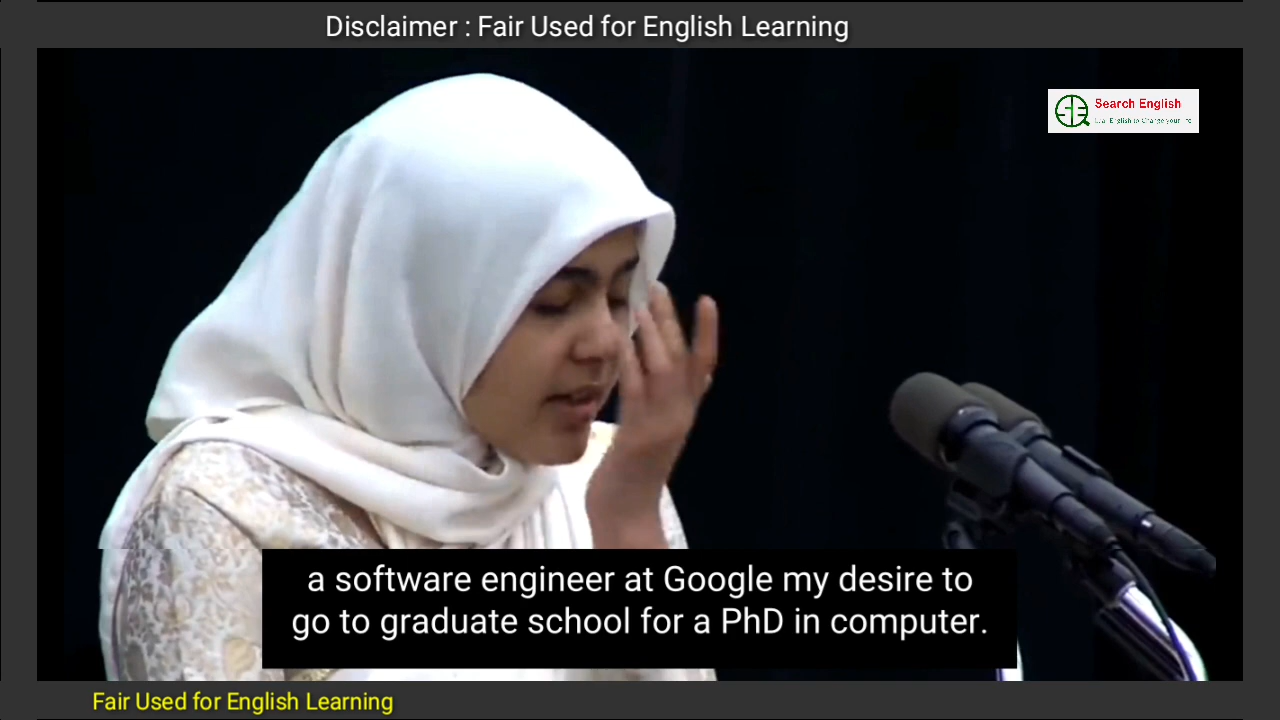 Disclaimer : Fair Used for English Learning
Search English
a software engineer at Google my desire to
go to graduate school for a PhD in computer.
Fair Used for English Learning